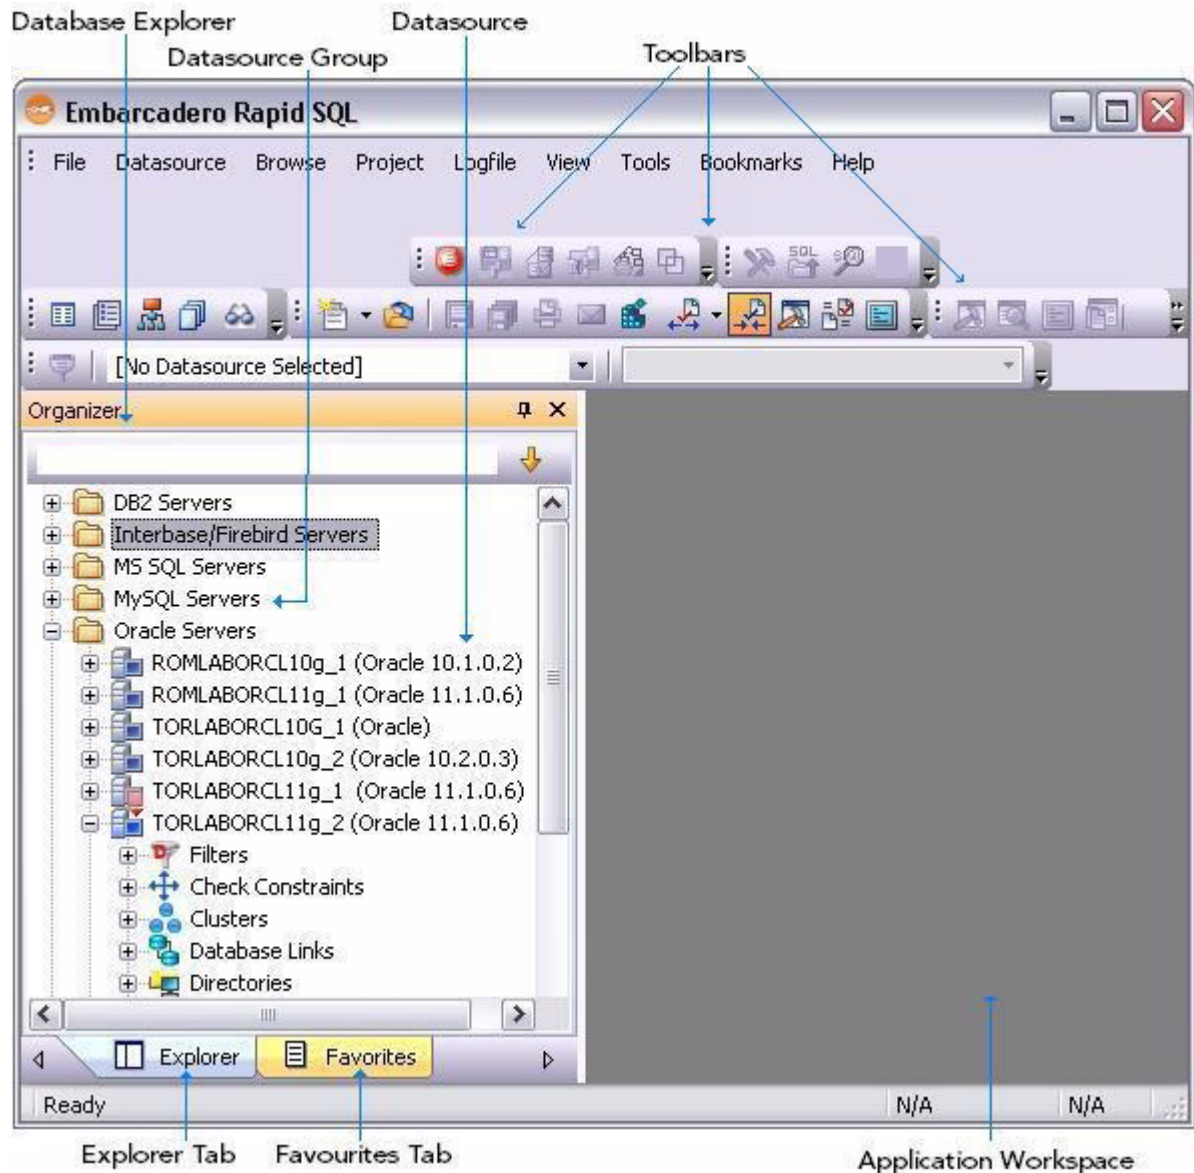 Database Explorer
Datasource
Datasource Group
Toolbars
Embarcadero Rapid SQL
File Datasource Browse Project Logfile View Tools Bookmarks Help
SQL
[No Datasource Selected]
Organizer
DB2 Servers
Interbase/Firebird Servers
MS SQL Servers
MySQL Servers
Oracle Servers
ROMLABORCL10g_1 (Oracle 10.1.0.2)
ROMLABORCL11g_1 (Oracle 11.1.0.6)
TORLABORCL10G_1 (Oracle)
TORLABORCL10g_2 (Oracle 10.2.0.3)
TORLABORCL11g_1 (Oracle 11.1.0.6)
TORLABORCL11g_2 (Oracle 11.1.0.6)
Filters
Check Constraints
Clusters
Database Links
Directories
Explorer Favorites
Ready N/A N/A
Explorer Tab Favourites Tab Application Workspace